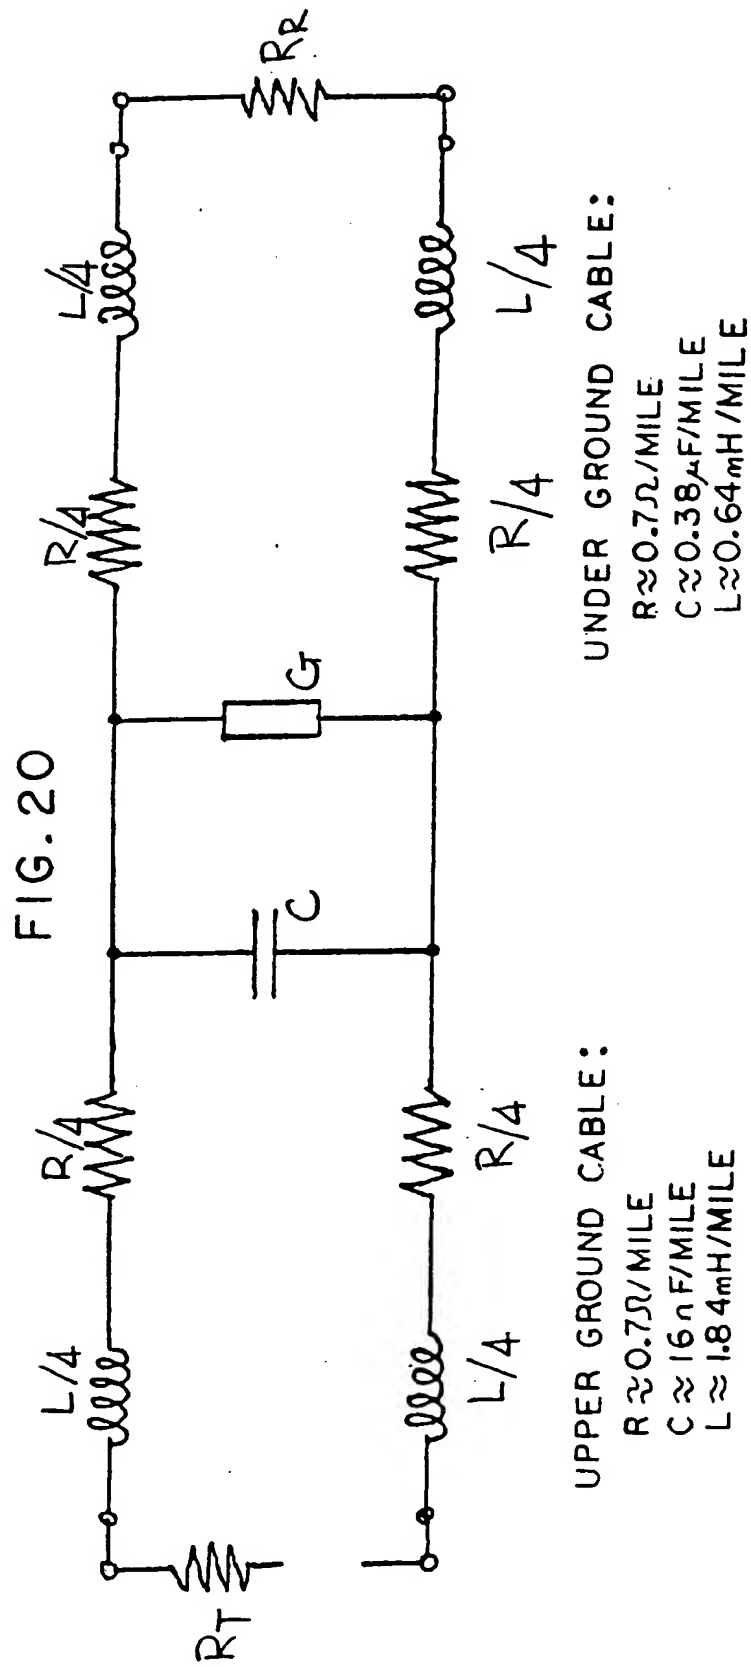 FIG. 20
L/4
R/4
R/4
L/4
RT
C
G
RR
L/4
R/4
R/4
L/4
UPPER GROUND CABLE:
R≈0.7Ω/MILE
C≈16nF/MILE
L≈1.84mH/MILE
UNDER GROUND CABLE:
R≈0.7Ω/MILE
C≈0.38µF/MILE
L≈0.64mH/MILE